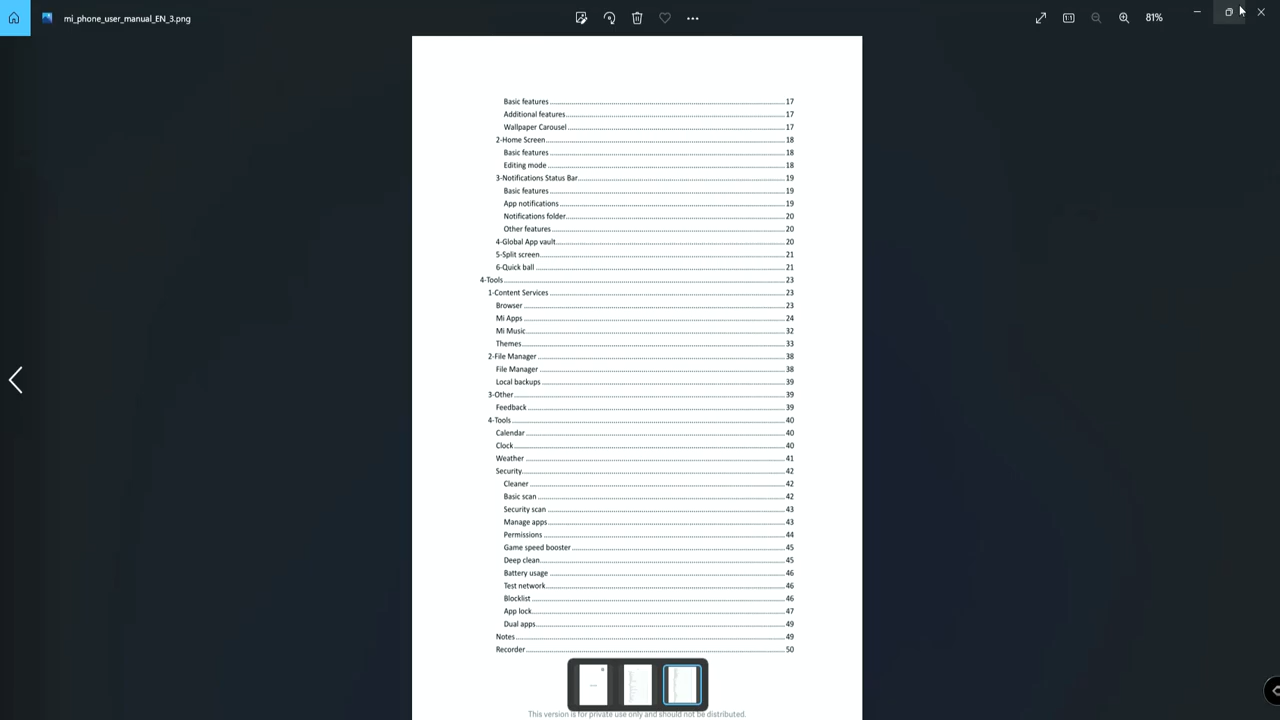 mi_phone_user_manual_EN_3.png
81%
Basic features 17
Additional features 17
Wallpaper Carousel 17
2-Home Screen 18
Basic features 18
Editing mode 18
3-Notifications Status Bar 19
Basic features 19
App notifications 19
Notifications folder 20
Other features 20
4-Global App vault 20
5-Split screen 21
6-Quick ball 21
4-Tools 23
1-Content Services 23
Browser 23
Mi Apps 24
Mi Music 32
Themes 33
2-File Manager 38
File Manager 38
Local backups 39
3-Other 39
Feedback 39
4-Tools 40
Calendar 40
Clock 40
Weather 41
Security 42
Cleaner 42
Basic scan 42
Security scan 43
Manage apps 43
Permissions 44
Game speed booster 45
Deep clean 45
Battery usage 46
Test network 46
Blocklist 46
App lock 47
Dual apps 49
Notes 49
Recorder 50
This version is for private use only and should not be distributed.